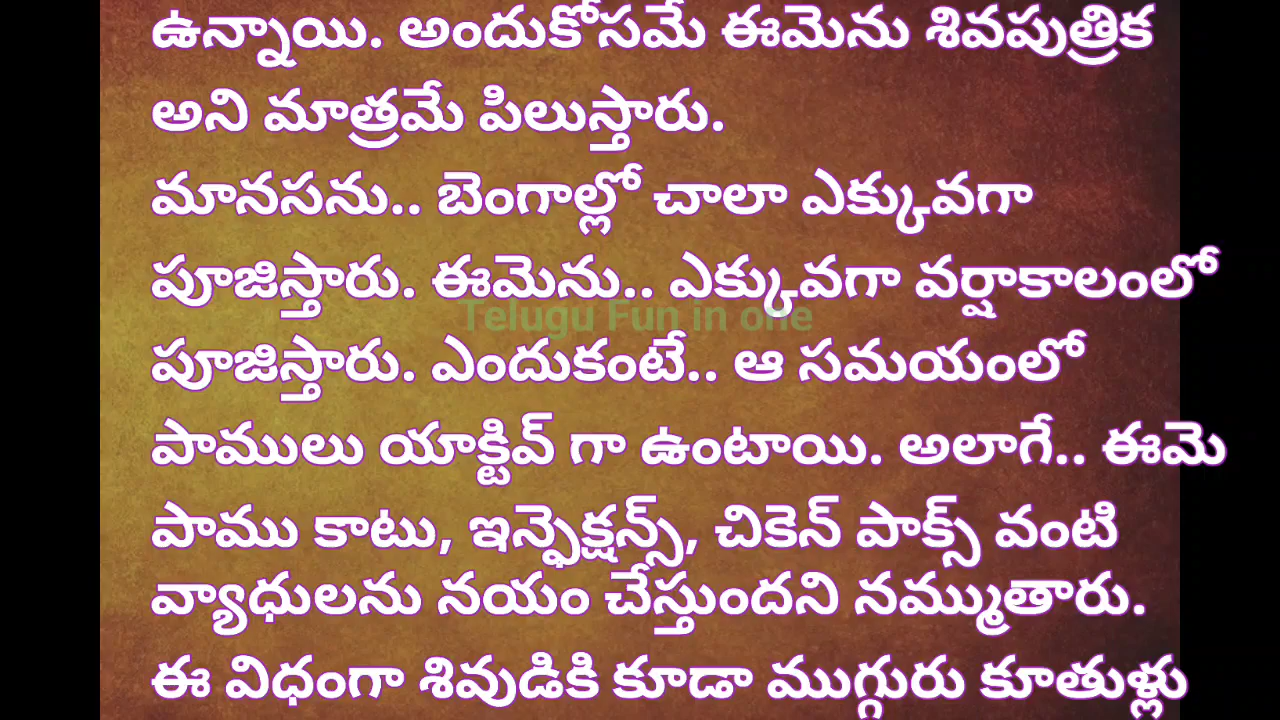 ఉన్నాయి. అందుకోసమే ఈమెను శివపుత్రిక
అని మాత్రమే పిలుస్తారు.
మానసను.. బెంగాల్లో చాలా ఎక్కువగా
పూజిస్తారు. ఈమెను.. ఎక్కువగా వర్షాకాలంలో
Telugu Fun in one
పూజిస్తారు. ఎందుకంటే.. ఆ సమయంలో
పాములు యాక్టివ్ గా ఉంటాయి. అలాగే.. ఈమె
పాము కాటు, ఇన్ఫెక్షన్స్, చికెన్ పాక్స్ వంటి
వ్యాధులను నయం చేస్తుందని నమ్ముతారు.
ఈ విధంగా శివుడికి కూడా ముగ్గురు కూతుళ్లు